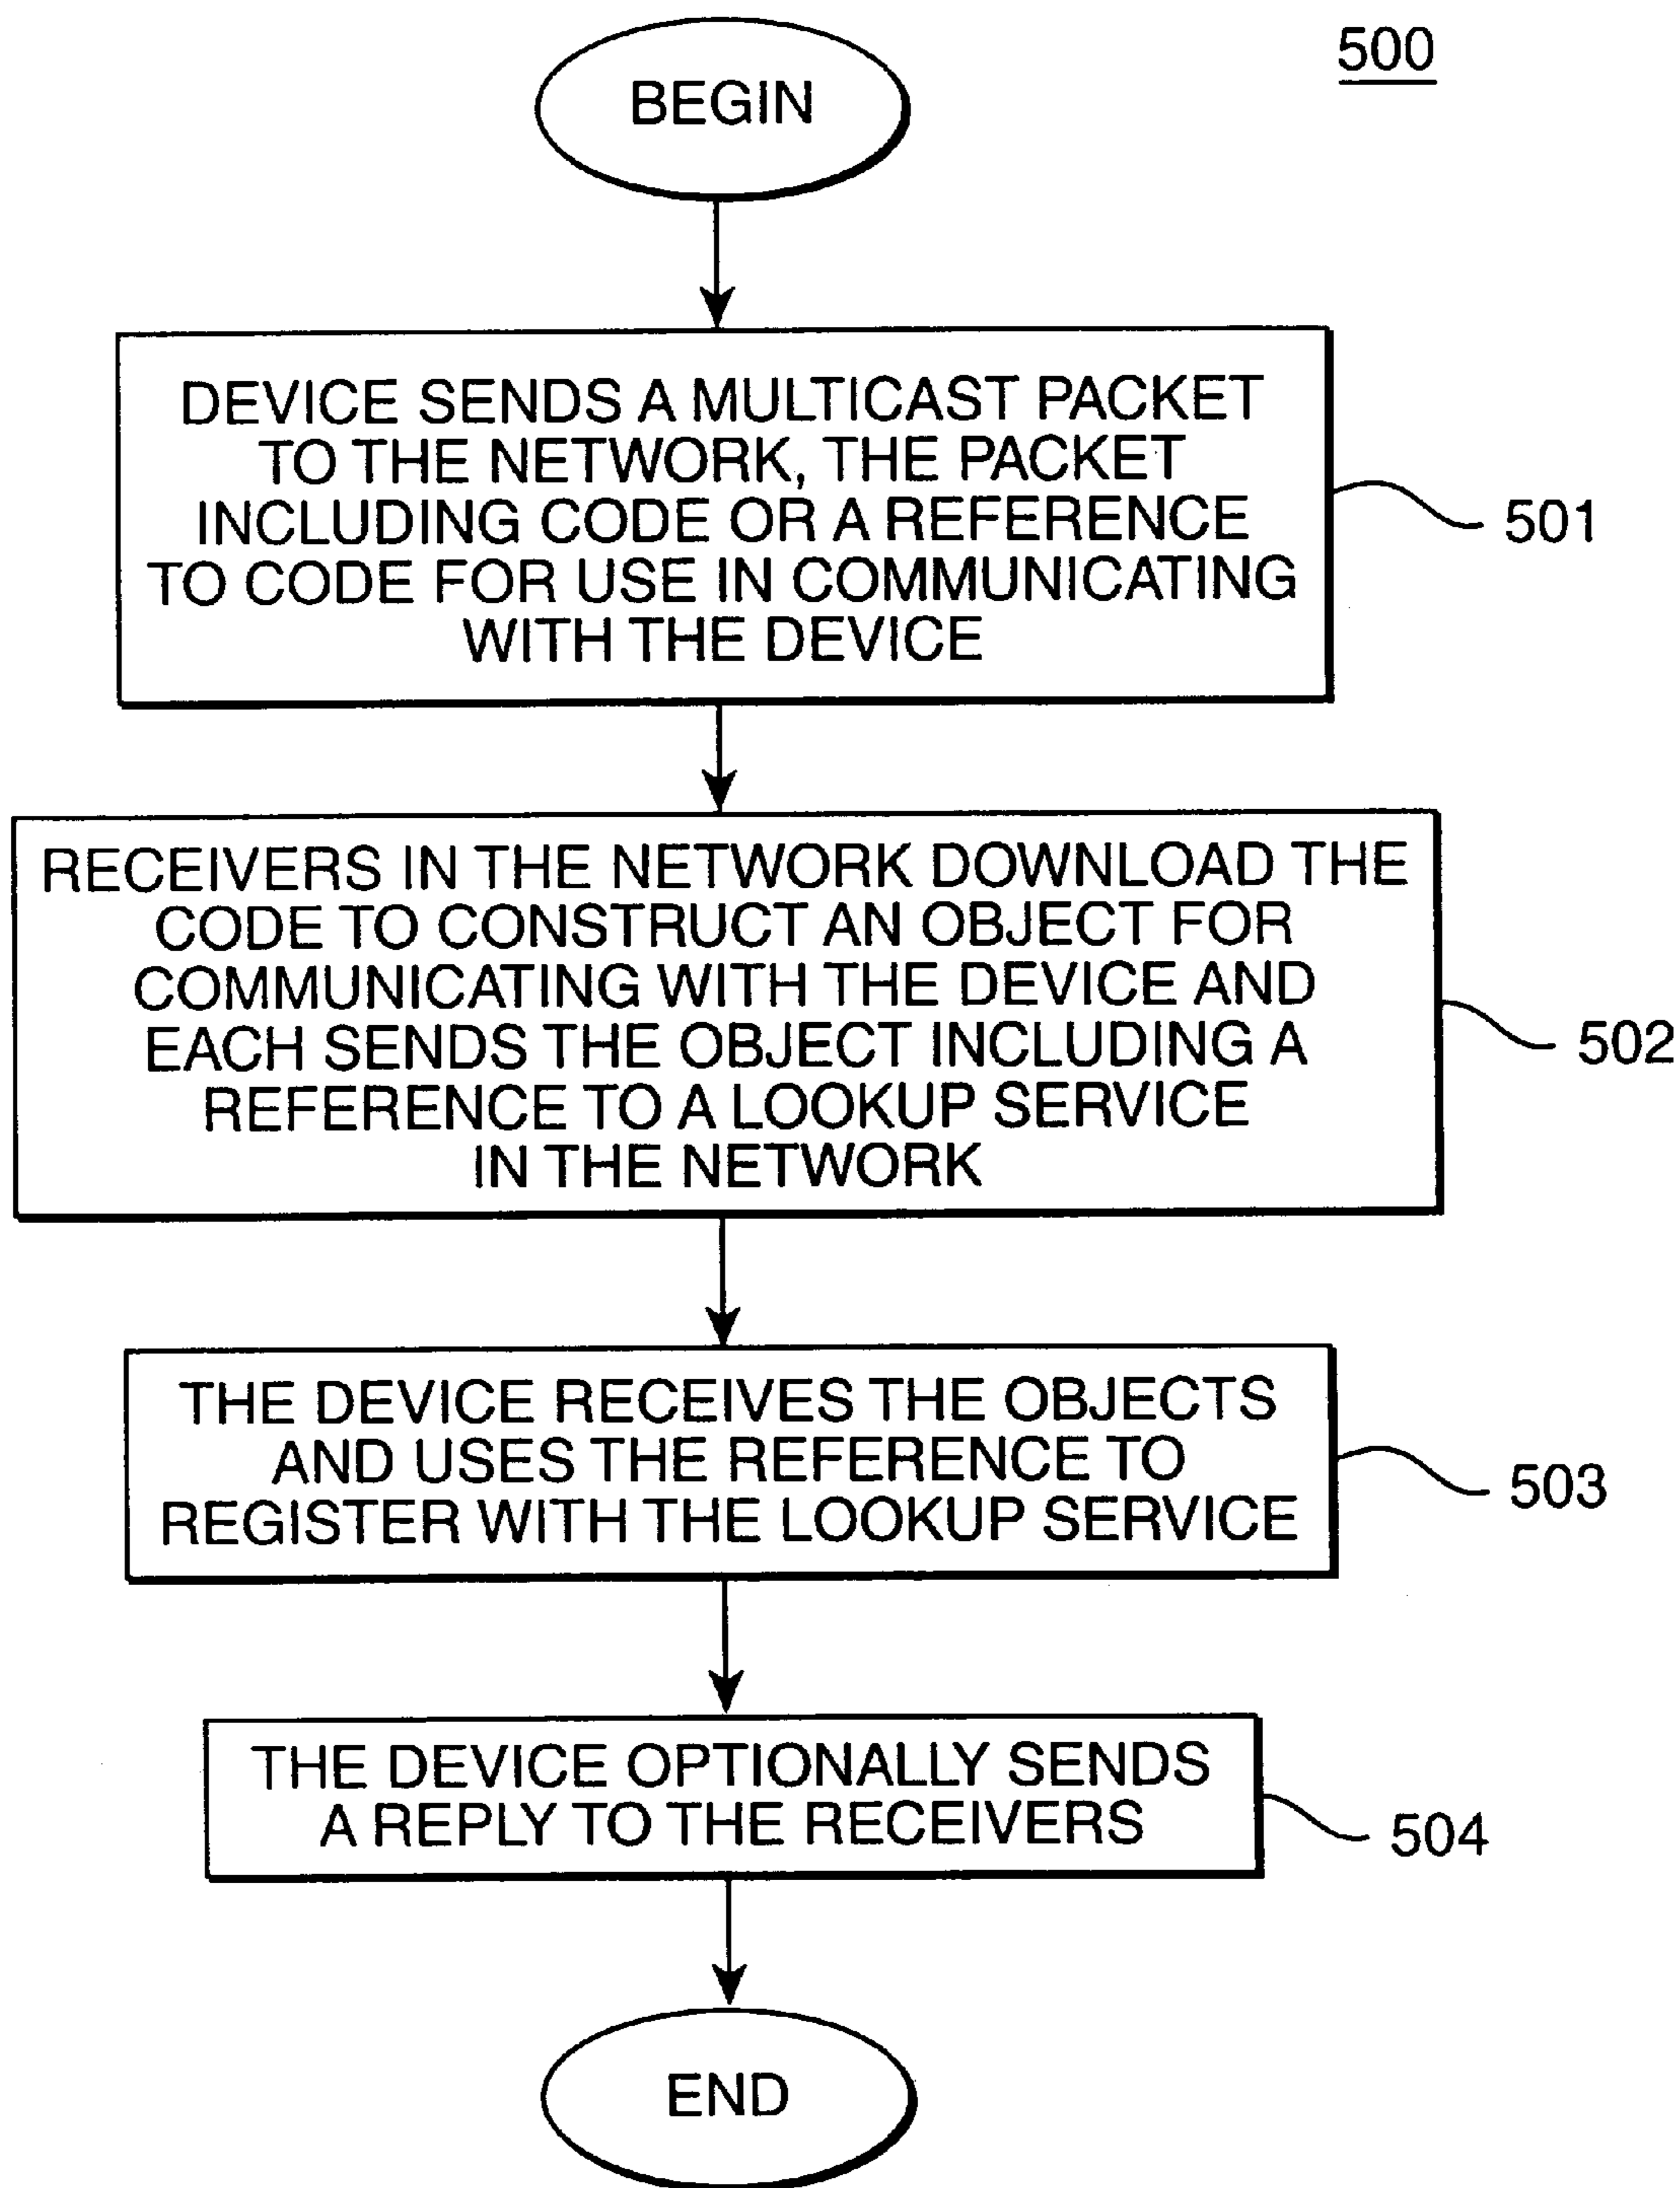 500
BEGIN
DEVICE SENDS A MULTICAST PACKET
TO THE NETWORK, THE PACKET
INCLUDING CODE OR A REFERENCE
TO CODE FOR USE IN COMMUNICATING
WITH THE DEVICE
501
RECEIVERS IN THE NETWORK DOWNLOAD THE
CODE TO CONSTRUCT AN OBJECT FOR
COMMUNICATING WITH THE DEVICE AND
EACH SENDS THE OBJECT INCLUDING A
REFERENCE TO A LOOKUP SERVICE
IN THE NETWORK
502
THE DEVICE RECEIVES THE OBJECTS
AND USES THE REFERENCE TO
REGISTER WITH THE LOOKUP SERVICE
503
THE DEVICE OPTIONALLY SENDS
A REPLY TO THE RECEIVERS
504
END